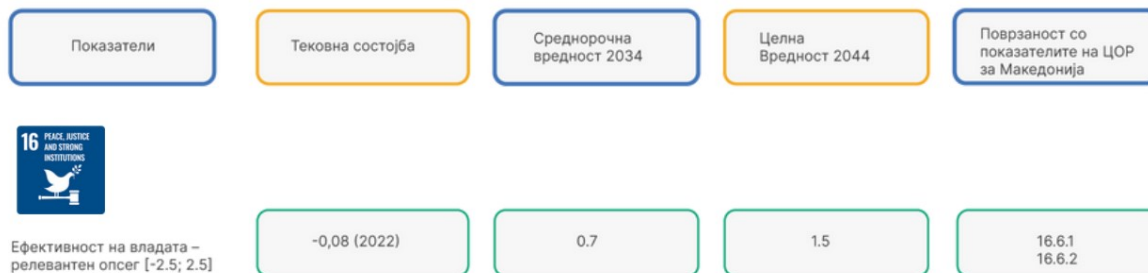 Показатели
Тековна состојба
Среднорочна
вредност 2034
Целна
Вредност 2044
Поврзаност со
показателите на ЦОР
за Македонија
16 PEACE, JUSTICE
AND STRONG
INSTITUTIONS
Ефективност на владата –
релевантен опсег [-2.5; 2.5]
-0,08 (2022)
0.7
1.5
16.6.1
16.6.2